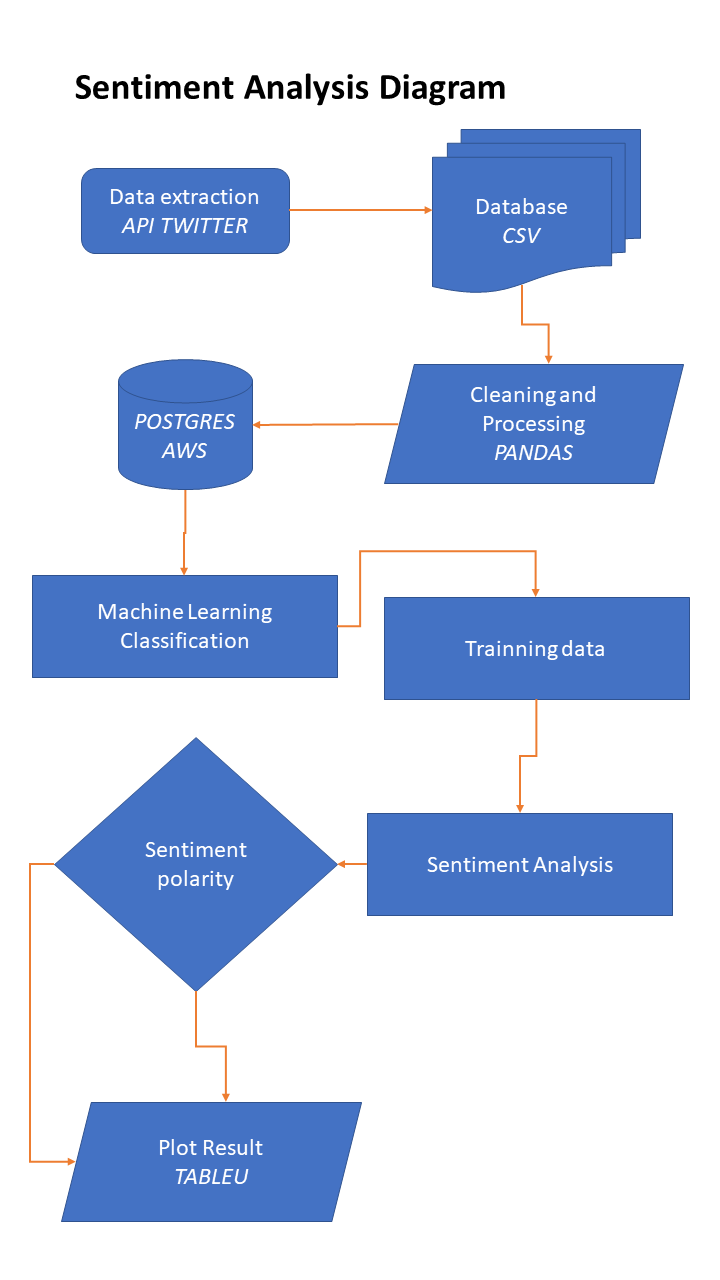 Sentiment Analysis Diagram
Data extraction
API TWITTER
Database
CSV
Cleaning and
Processing
PANDAS
POSTGRES
AWS
Machine Learning
Classification
Trainning data
Sentiment Analysis
Sentiment
polarity
Plot Result
TABLEU